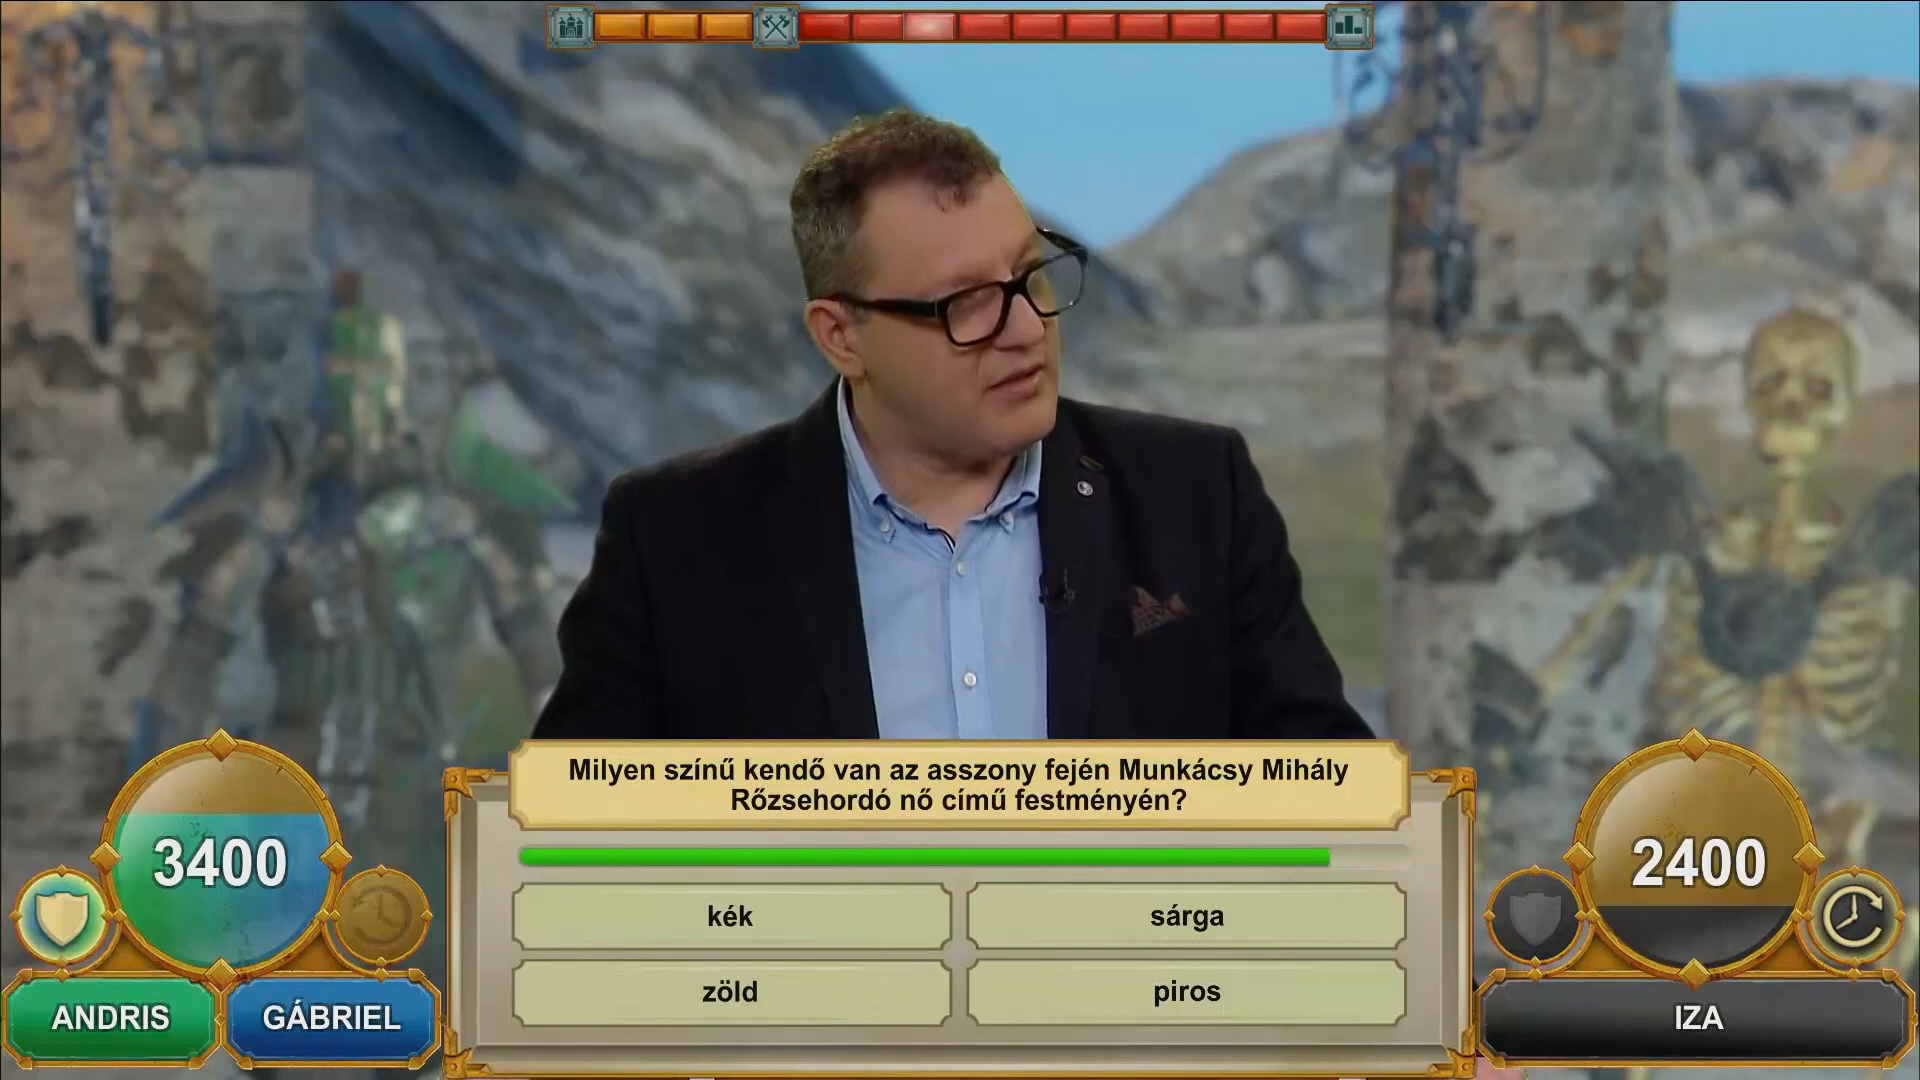 Milyen színű kendő van az asszony fején Munkácsy Mihály
Rőzsehordó nő című festményén?
3400
2400
kék
sárga
zöld
piros
ANDRIS
GÁBRIEL
IZA